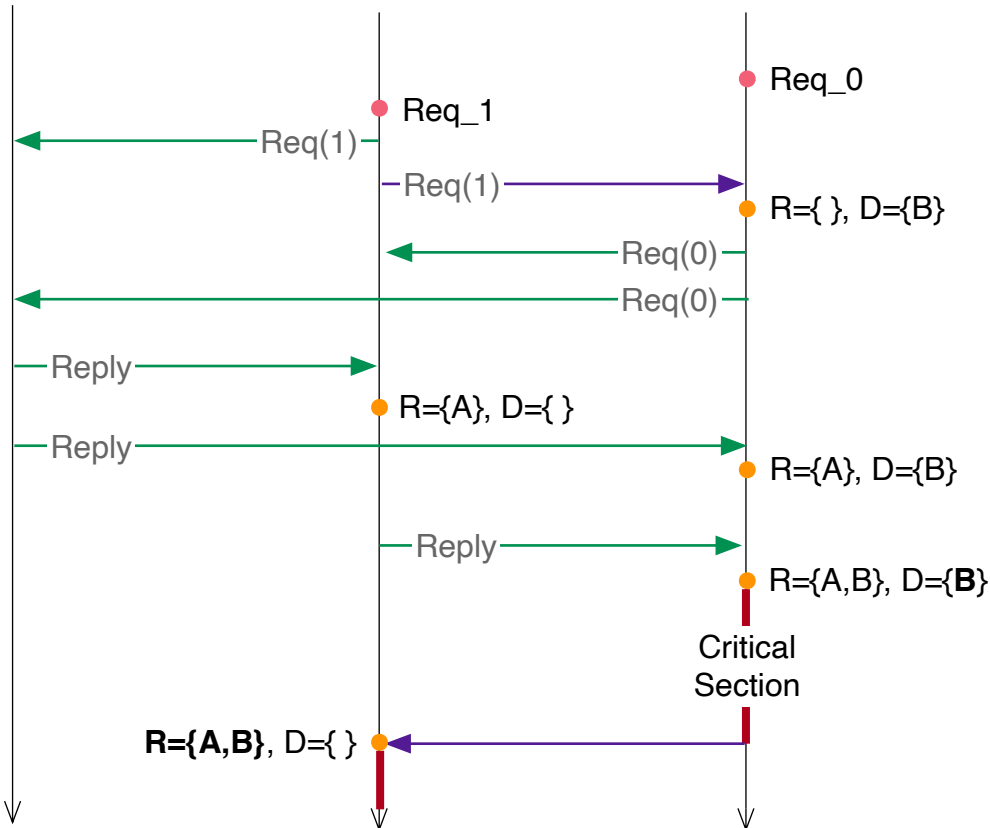 Req_0
Req_1
Req(1)
Req(1)
R={ }, D={B}
Req(0)
Req(0)
Reply
R={A}, D={ }
Reply
R={A}, D={B}
Reply
R={A,B}, D={B}
Critical
Section
R={A,B}, D={ }